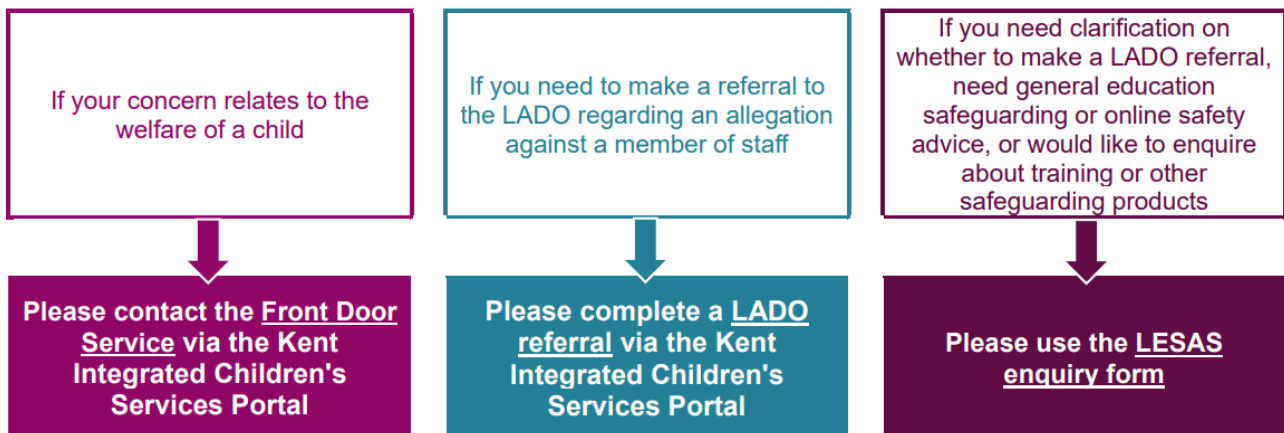 If your concern relates to the
welfare of a child
Please contact the Front Door
Service via the Kent
Integrated Children's
Services Portal
If you need to make a referral to
the LADO regarding an allegation
against a member of staff
Please complete a LADO
referral via the Kent
Integrated Children's
Services Portal
If you need clarification on
whether to make a LADO referral,
need general education
safeguarding or online safety
advice, or would like to enquire
about training or other
safeguarding products
Please use the LESAS
enquiry form